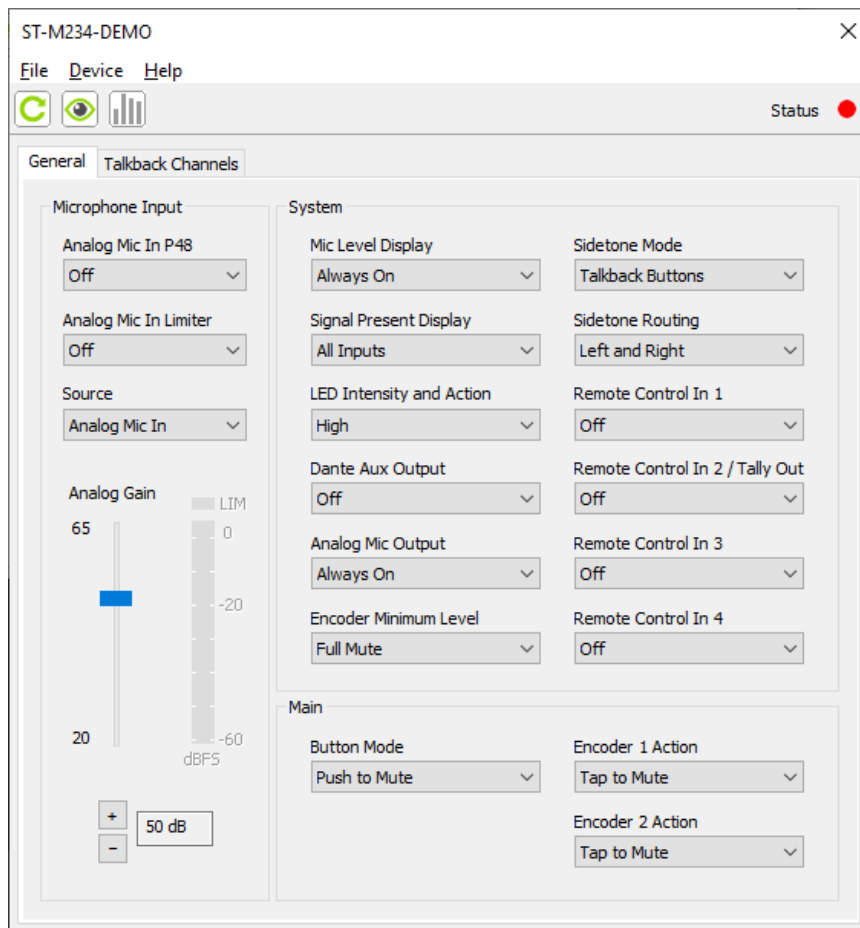 ST-M234-DEMO
File Device Help
Status
General Talkback Channels
Microphone Input
Analog Mic In P48
Off
Analog Mic In Limiter
Off
Source
Analog Mic In
Analog Gain
65
20
LIM
0
-20
-60
dBFS
+
50 dB
-
System
Mic Level Display
Always On
Signal Present Display
All Inputs
LED Intensity and Action
High
Dante Aux Output
Off
Analog Mic Output
Always On
Encoder Minimum Level
Full Mute
Sidetone Mode
Talkback Buttons
Sidetone Routing
Left and Right
Remote Control In 1
Off
Remote Control In 2 / Tally Out
Off
Remote Control In 3
Off
Remote Control In 4
Off
Main
Button Mode
Push to Mute
Encoder 1 Action
Tap to Mute
Encoder 2 Action
Tap to Mute